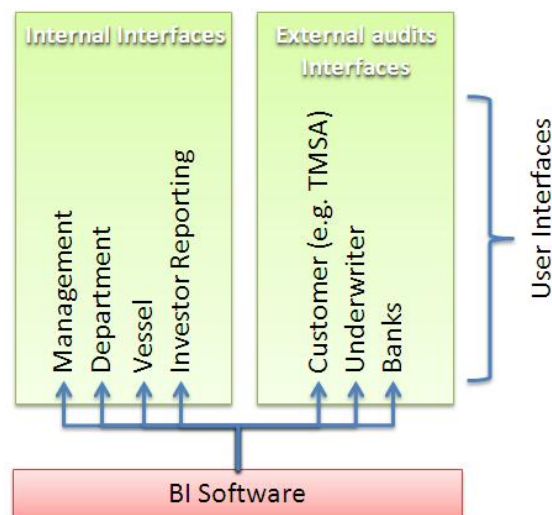 Internal Interfaces
External audits
Interfaces
Management
Department
Vessel
Investor Reporting
Customer (e.g. TMSA)
Underwriter
Banks
User Interfaces
BI Software